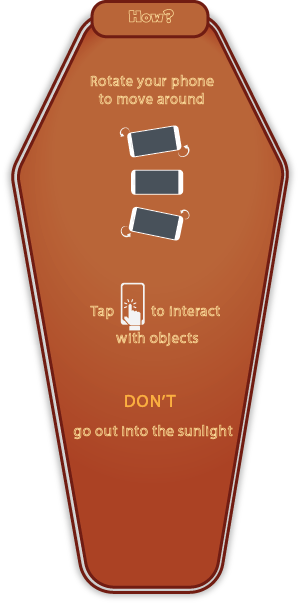 How?
Rotate your phone
to move around
Tap to interact
with objects
DON'T
go out into the sunlight